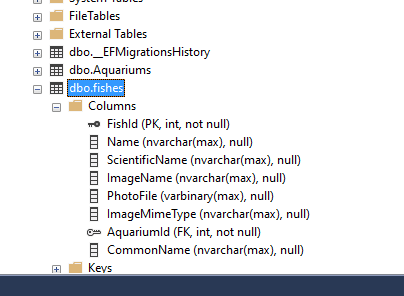 System Tables
FileTables
External Tables
dbo.__EFMigrationsHistory
dbo.Aquariums
dbo.fishes
Columns
FishId (PK, int, not null)
Name (nvarchar(max), null)
ScientificName (nvarchar(max), null)
ImageName (nvarchar(max), null)
PhotoFile (varbinary(max), null)
ImageMimeType (nvarchar(max), null)
AquariumId (FK, int, not null)
CommonName (nvarchar(max), null)
Keys